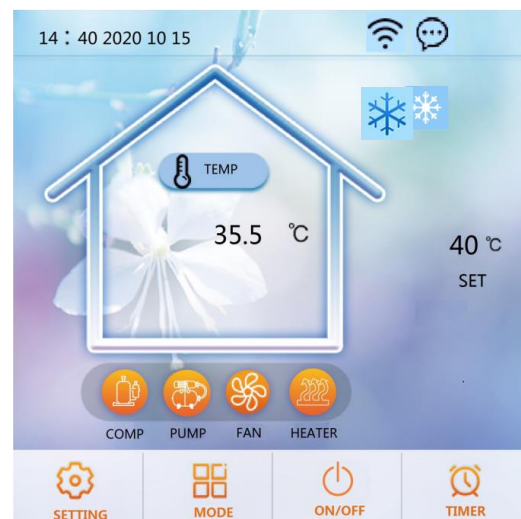 14：40 2020 10 15
TEMP
35.5 ℃
40 ℃
SET
COMP PUMP FAN HEATER
SETTING MODE ON/OFF TIMER